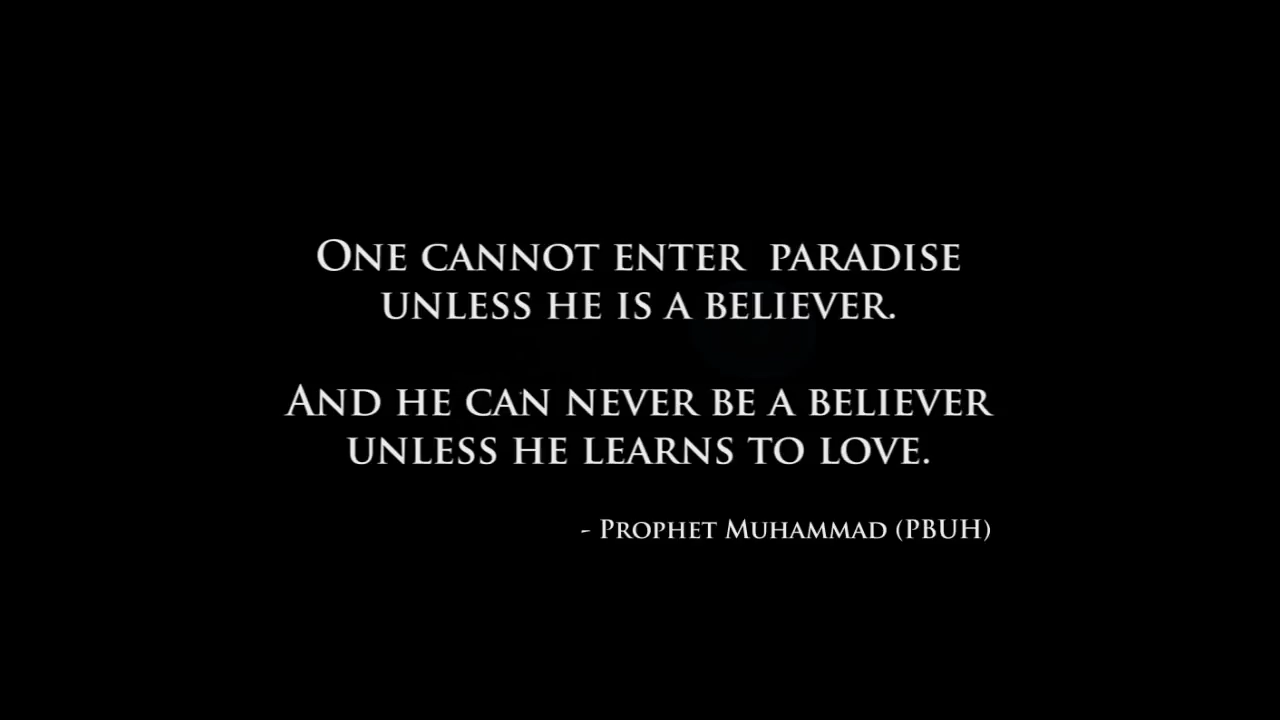 One cannot enter paradise
unless he is a believer.
And he can never be a believer
unless he learns to love.
- Prophet Muhammad (PBUH)